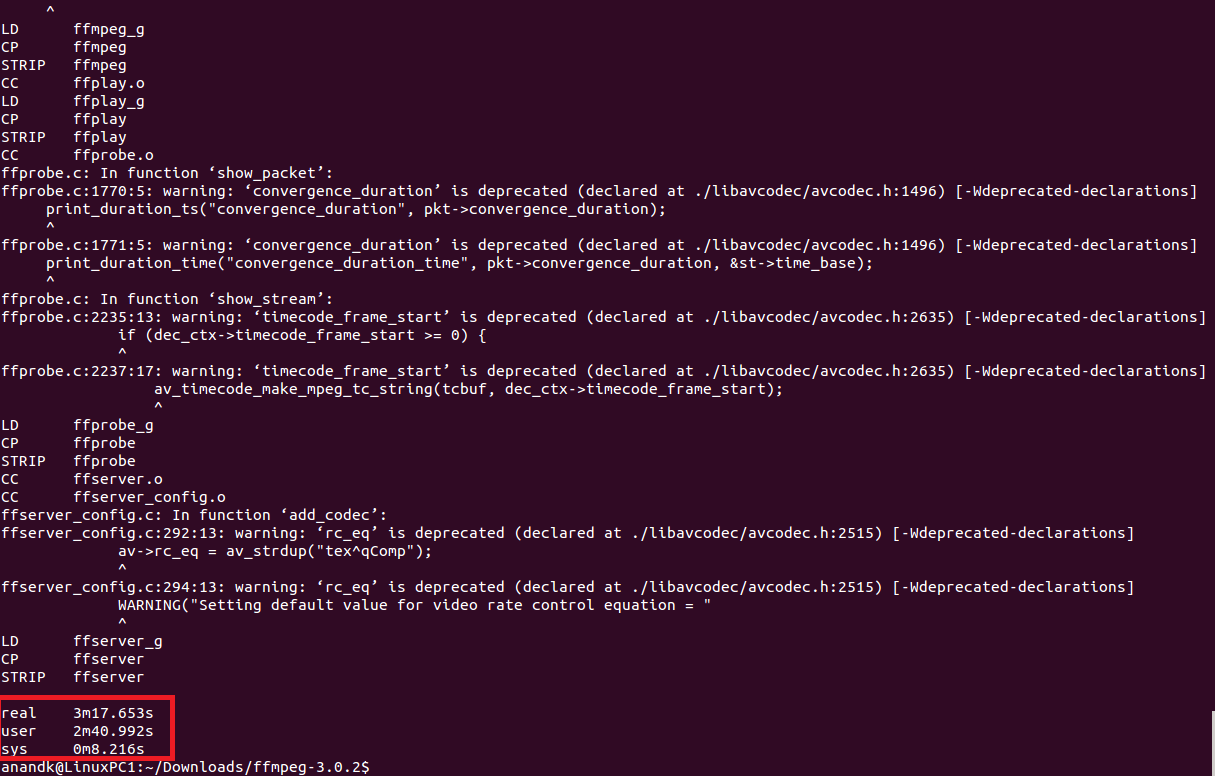 ^
LD      ffmpeg_g
CP      ffmpeg
STRIP   ffmpeg
CC      ffplay.o
LD      ffplay_g
CP      ffplay
STRIP   ffplay
CC      ffprobe.o
ffprobe.c: In function ‘show_packet’:
ffprobe.c:1770:5: warning: ‘convergence_duration’ is deprecated (declared at ./libavcodec/avcodec.h:1496) [-Wdeprecated-declarations]
     print_duration_ts("convergence_duration", pkt->convergence_duration);
     ^
ffprobe.c:1771:5: warning: ‘convergence_duration’ is deprecated (declared at ./libavcodec/avcodec.h:1496) [-Wdeprecated-declarations]
     print_duration_time("convergence_duration_time", pkt->convergence_duration, &st->time_base);
     ^
ffprobe.c: In function ‘show_stream’:
ffprobe.c:2235:13: warning: ‘timecode_frame_start’ is deprecated (declared at ./libavcodec/avcodec.h:2635) [-Wdeprecated-declarations]
             if (dec_ctx->timecode_frame_start >= 0) {
             ^
ffprobe.c:2237:17: warning: ‘timecode_frame_start’ is deprecated (declared at ./libavcodec/avcodec.h:2635) [-Wdeprecated-declarations]
                 av_timecode_make_mpeg_tc_string(tcbuf, dec_ctx->timecode_frame_start);
                 ^
LD      ffprobe_g
CP      ffprobe
STRIP   ffprobe
CC      ffserver.o
CC      ffserver_config.o
ffserver_config.c: In function ‘add_codec’:
ffserver_config.c:292:13: warning: ‘rc_eq’ is deprecated (declared at ./libavcodec/avcodec.h:2515) [-Wdeprecated-declarations]
             av->rc_eq = av_strdup("tex^qComp");
             ^
ffserver_config.c:294:13: warning: ‘rc_eq’ is deprecated (declared at ./libavcodec/avcodec.h:2515) [-Wdeprecated-declarations]
             WARNING("Setting default value for video rate control equation = "
             ^
LD      ffserver_g
CP      ffserver
STRIP   ffserver
real    3m17.653s
user    2m40.992s
sys     0m8.216s
anandk@LinuxPC1:~/Downloads/ffmpeg-3.0.2$